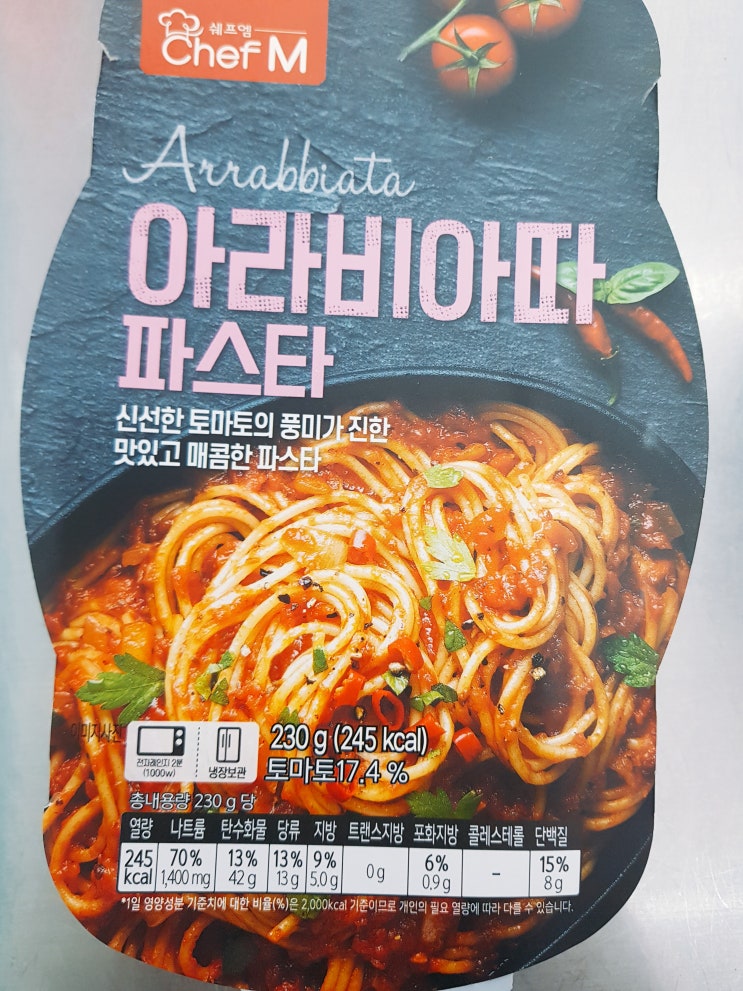 쉐프엠
Chef M
Arrabbiata
아라비아따
파스타
신선한 토마토의 풍미가 진한
맛있고 매콤한 파스타
이미지사진
전자레인지 2분
(1000w)
냉장보관
230 g (245 kcal)
토마토17.4 %
총내용량 230 g 당
열량 나트륨 탄수화물 당류 지방 트랜스지방 포화지방 콜레스테롤 단백질
245 kcal 70% 1,400 mg 13% 42 g 13% 13 g 9% 5.0 g 0 g 6% 0.9 g - 15% 8 g
*1일 영양성분 기준치에 대한 비율(%)은 2,000kcal 기준이므로 개인의 필요 열량에 따라 다를 수 있습니다.